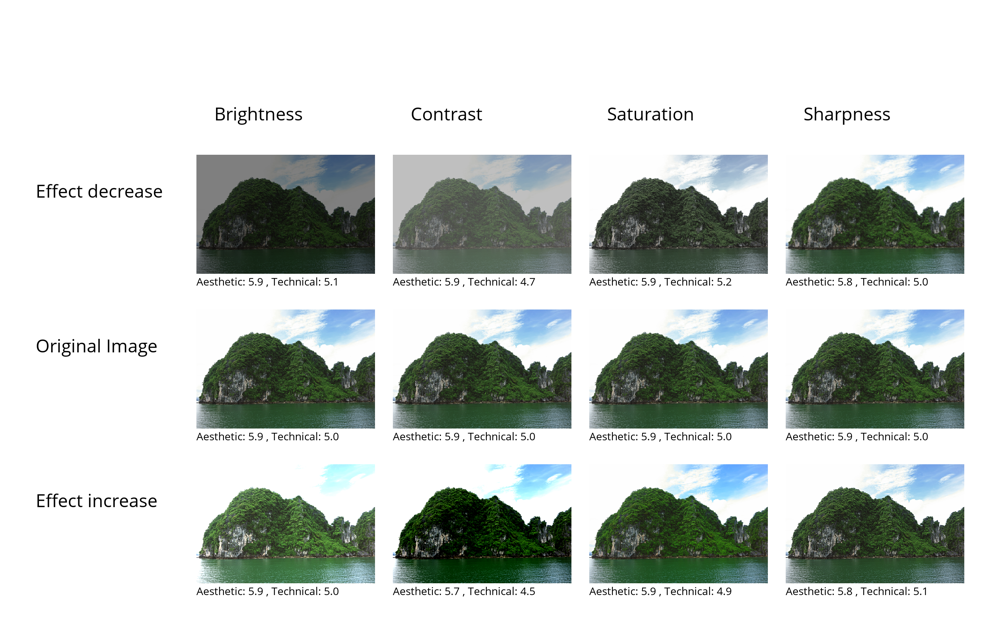 Brightness Contrast Saturation Sharpness
Effect decrease
Aesthetic: 5.9 , Technical: 5.1 Aesthetic: 5.9 , Technical: 4.7 Aesthetic: 5.9 , Technical: 5.2 Aesthetic: 5.8 , Technical: 5.0
Original Image
Aesthetic: 5.9 , Technical: 5.0 Aesthetic: 5.9 , Technical: 5.0 Aesthetic: 5.9 , Technical: 5.0 Aesthetic: 5.9 , Technical: 5.0
Effect increase
Aesthetic: 5.9 , Technical: 5.0 Aesthetic: 5.7 , Technical: 4.5 Aesthetic: 5.9 , Technical: 4.9 Aesthetic: 5.8 , Technical: 5.1